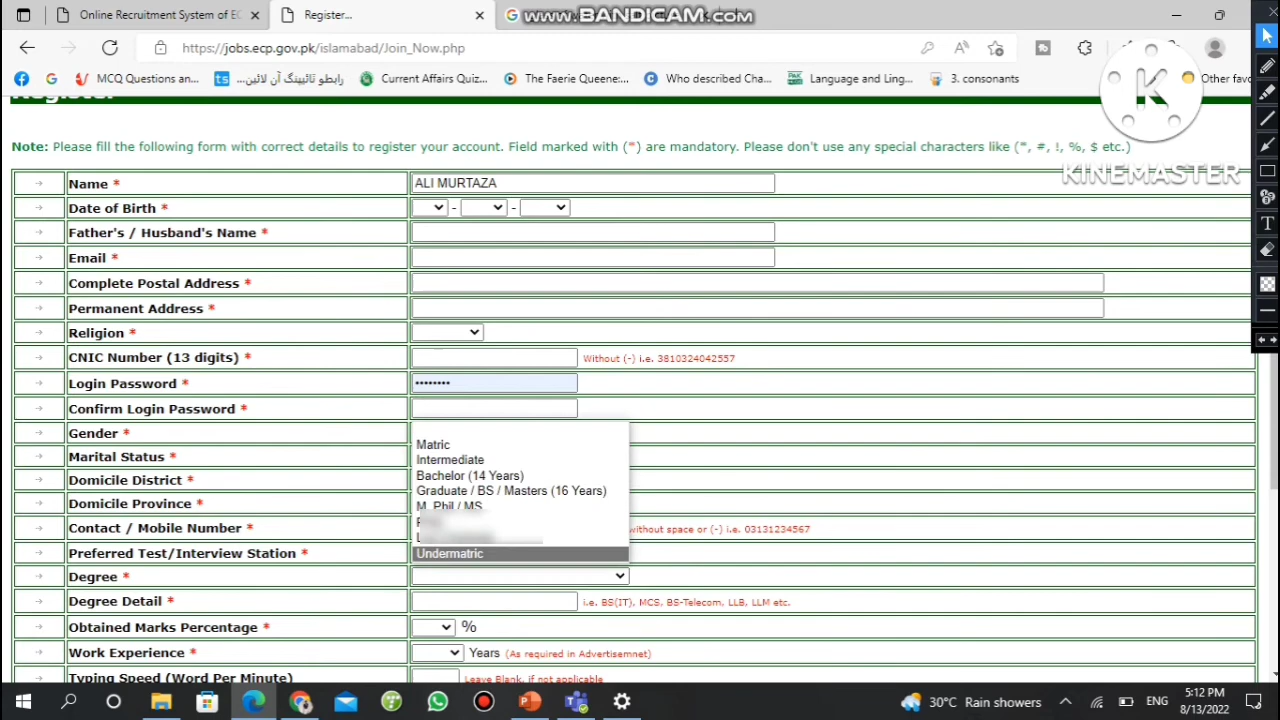 Online Recruitment System of EC
Register...
www.BANDICAM.com
https://jobs.ecp.gov.pk/islamabad/Join_Now.php
MCQ Questions an...
رابطو ٹائپینگ آن لائین...
Current Affairs Quiz...
The Faerie Queene:...
Who described Cha...
Language and Ling...
3. consonants
Other favo
Register
KINEMASTER
Note: Please fill the following form with correct details to register your account. Field marked with (*) are mandatory. Please don't use any special characters like (*, #, !, %, $ etc.)
Name * ALI MURTAZA
Date of Birth * - -
Father's / Husband's Name *
Email *
Complete Postal Address *
Permanent Address *
Religion *
CNIC Number (13 digits) * Without (-) i.e. 3810324042557
Login Password * ••••••••
Confirm Login Password *
Gender *
Matric
Marital Status * Intermediate
Domicile District * Bachelor (14 Years)
Graduate / BS / Masters (16 Years)
Domicile Province * M. Phil / MS
Contact / Mobile Number * without space or (-) i.e. 03131234567
Preferred Test/Interview Station * Undermatric
Degree *
Degree Detail * i.e. BS(IT), MCS, BS-Telecom, LLB, LLM etc.
Obtained Marks Percentage * %
Work Experience * Years (As required in Advertisemnet)
Typing Speed (Word Per Minute) Leave Blank, if not applicable
30°C Rain showers
ENG
5:12 PM
8/13/2022